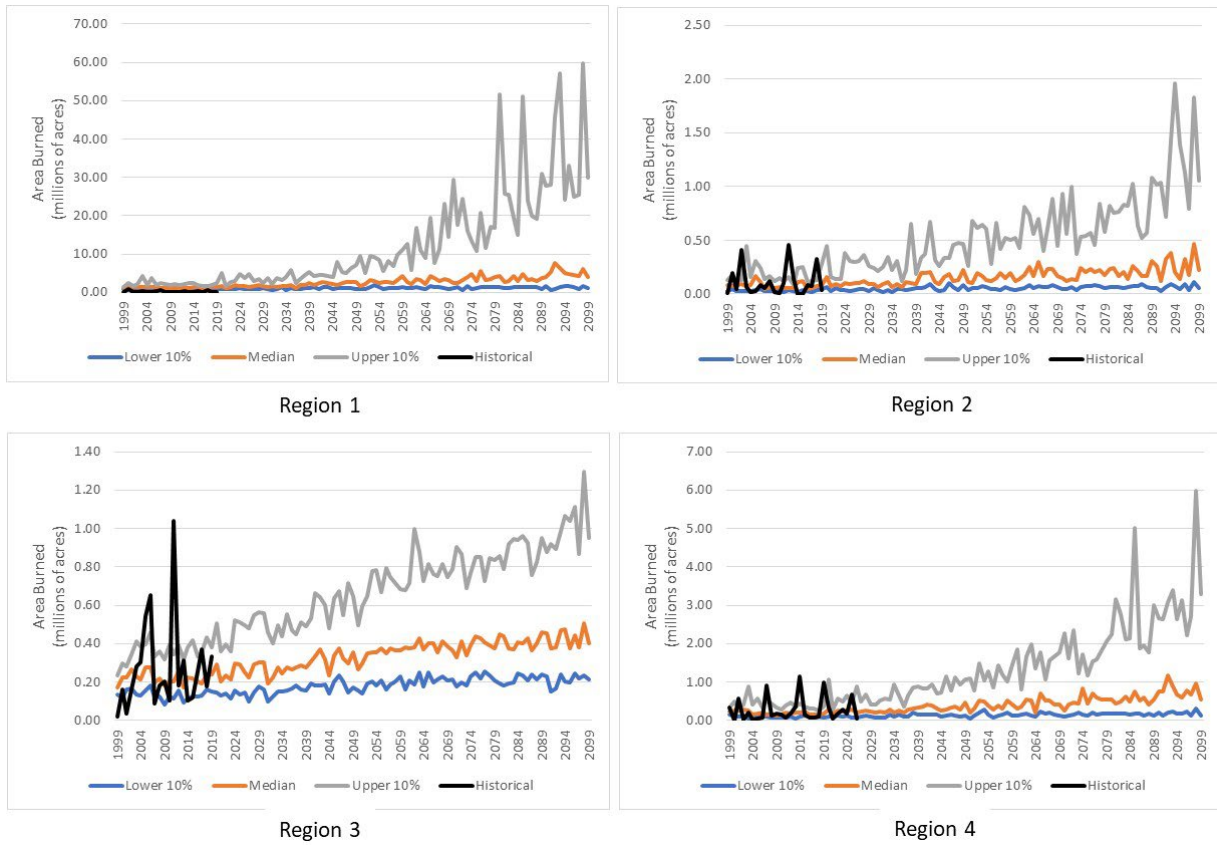 70.00
60.00
50.00
40.00
30.00
20.00
10.00
0.00
Area Burned
(millions of acres)
1999 2004 2009 2014 2019 2024 2029 2034 2039 2044 2049 2054 2059 2064 2069 2074 2079 2084 2089 2094 2099
Lower 10% Median Upper 10% Historical
Region 1
2.50
2.00
1.50
1.00
0.50
0.00
Area Burned
(millions of acres)
1999 2004 2009 2014 2019 2024 2029 2034 2039 2044 2049 2054 2059 2064 2069 2074 2079 2084 2089 2094 2099
Lower 10% Median Upper 10% Historical
Region 2
1.40
1.20
1.00
0.80
0.60
0.40
0.20
0.00
Area Burned
(millions of acres)
1999 2004 2009 2014 2019 2024 2029 2034 2039 2044 2049 2054 2059 2064 2069 2074 2079 2084 2089 2094 2099
Lower 10% Median Upper 10% Historical
Region 3
7.00
6.00
5.00
4.00
3.00
2.00
1.00
0.00
Area Burned
(millions of acres)
1999 2004 2009 2014 2019 2024 2029 2034 2039 2044 2049 2054 2059 2064 2069 2074 2079 2084 2089 2094 2099
Lower 10% Median Upper 10% Historical
Region 4